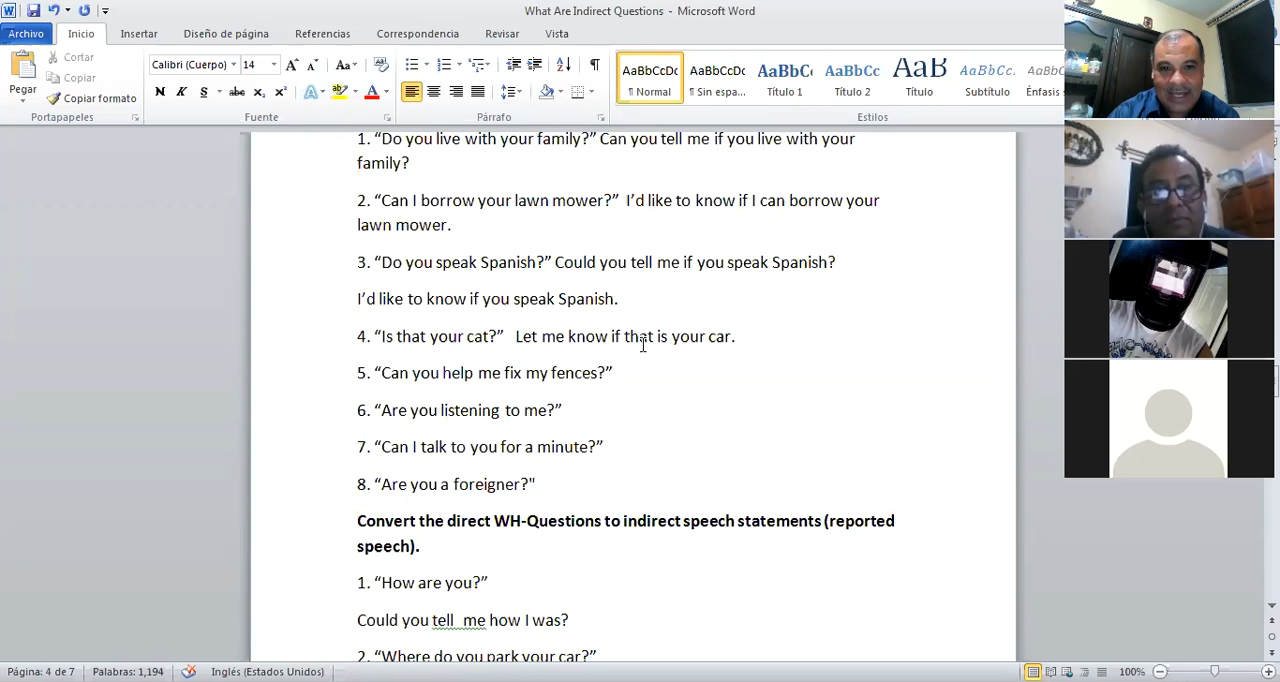 What Are Indirect Questions - Microsoft Word
Archivo Inicio Insertar Diseño de página Referencias Correspondencia Revisar Vista
Pegar
Cortar
Copiar
Copiar formato
Portapapeles
Calibri (Cuerpo) 14
N K S abc x₂ x²
Fuente
Párrafo
AaBbCcDc AaBbCcDc AaBbC( AaBbCc AaB AaBbCc. AaBbCc
¶ Normal ¶ Sin espa... Título 1 Título 2 Título Subtítulo Énfasis
Estilos
1. “Do you live with your family?” Can you tell me if you live with your
family?
2. “Can I borrow your lawn mower?” I’d like to know if I can borrow your
lawn mower.
3. “Do you speak Spanish?” Could you tell me if you speak Spanish?
I’d like to know if you speak Spanish.
4. “Is that your cat?” Let me know if that is your car.
5. “Can you help me fix my fences?”
6. “Are you listening to me?”
7. “Can I talk to you for a minute?”
8. “Are you a foreigner?"
Convert the direct WH-Questions to indirect speech statements (reported
speech).
1. “How are you?”
Could you tell me how I was?
2. “Where do you park your car?”
Página: 4 de 7 Palabras: 1,194 Inglés (Estados Unidos) 100%